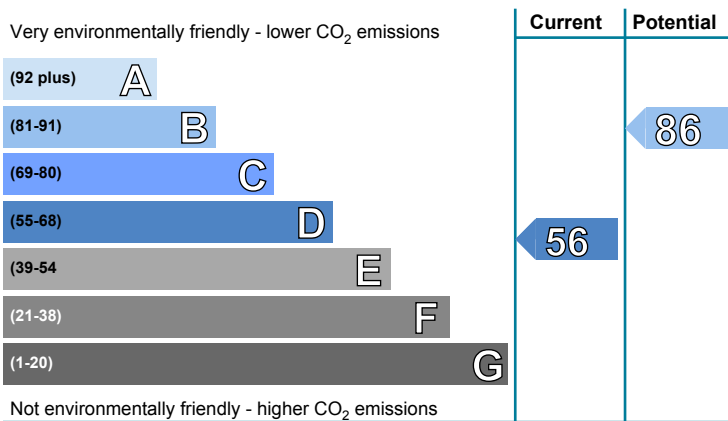 Very environmentally friendly - lower CO2 emissions
Current
Potential
(92 plus) A
(81-91) B
86
(69-80) C
(55-68) D
56
(39-54 E
(21-38) F
(1-20) G
Not environmentally friendly - higher CO2 emissions